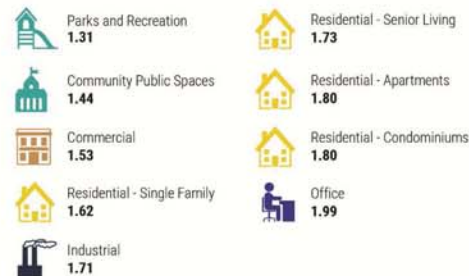 Parks and Recreation
1.31
Community Public Spaces
1.44
Commercial
1.53
Residential - Single Family
1.62
Industrial
1.71
Residential - Senior Living
1.73
Residential - Apartments
1.80
Residential - Condominiums
1.80
Office
1.99